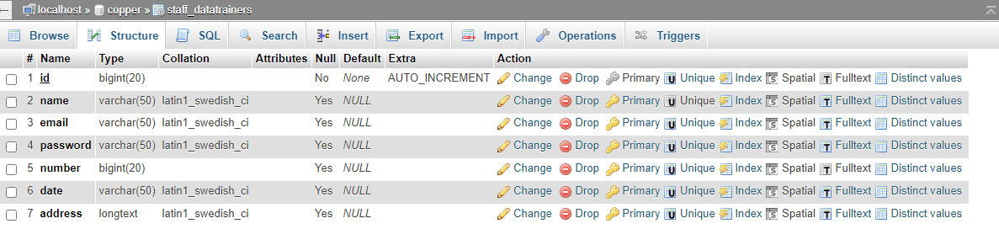 localhost » copper » staff_datatrainers
Browse Structure SQL Search Insert Export Import Operations Triggers
# Name Type Collation Attributes Null Default Extra Action
1 id bigint(20) No None AUTO_INCREMENT Change Drop Primary Unique Index Spatial Fulltext Distinct values
2 name varchar(50) latin1_swedish_ci Yes NULL Change Drop Primary Unique Index Spatial Fulltext Distinct values
3 email varchar(50) latin1_swedish_ci Yes NULL Change Drop Primary Unique Index Spatial Fulltext Distinct values
4 password varchar(50) latin1_swedish_ci Yes NULL Change Drop Primary Unique Index Spatial Fulltext Distinct values
5 number bigint(20) Yes NULL Change Drop Primary Unique Index Spatial Fulltext Distinct values
6 date varchar(50) latin1_swedish_ci Yes NULL Change Drop Primary Unique Index Spatial Fulltext Distinct values
7 address longtext latin1_swedish_ci Yes NULL Change Drop Primary Unique Index Spatial Fulltext Distinct values